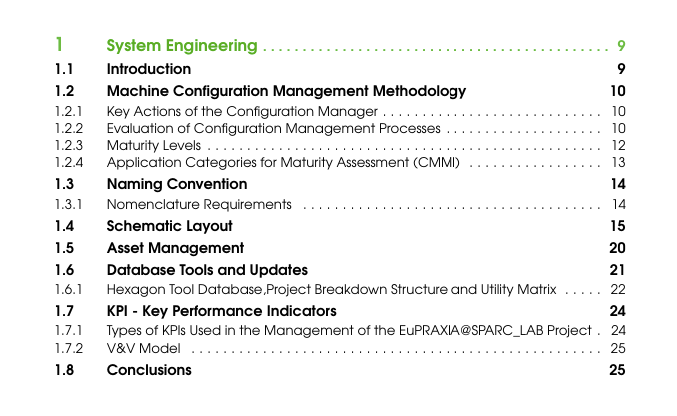 1 System Engineering . . . . . . . . . . . . . . . . . . . . . . . . . . . . . . . . . . . . . . . . . . . . 9
1.1 Introduction 9
1.2 Machine Configuration Management Methodology 10
1.2.1 Key Actions of the Configuration Manager . . . . . . . . . . . . . . . . . . . . . . . . . . . . 10
1.2.2 Evaluation of Configuration Management Processes . . . . . . . . . . . . . . . . . . . . 10
1.2.3 Maturity Levels . . . . . . . . . . . . . . . . . . . . . . . . . . . . . . . . . . . . . . . . . . . . . . . . . . 12
1.2.4 Application Categories for Maturity Assessment (CMMI) . . . . . . . . . . . . . . . . . 13
1.3 Naming Convention 14
1.3.1 Nomenclature Requirements . . . . . . . . . . . . . . . . . . . . . . . . . . . . . . . . . . . . . . 14
1.4 Schematic Layout 15
1.5 Asset Management 20
1.6 Database Tools and Updates 21
1.6.1 Hexagon Tool Database,Project Breakdown Structure and Utility Matrix . . . . . 22
1.7 KPI - Key Performance Indicators 24
1.7.1 Types of KPIs Used in the Management of the EuPRAXIA@SPARC_LAB Project . 24
1.7.2 V&V Model . . . . . . . . . . . . . . . . . . . . . . . . . . . . . . . . . . . . . . . . . . . . . . . . . . . . 25
1.8 Conclusions 25